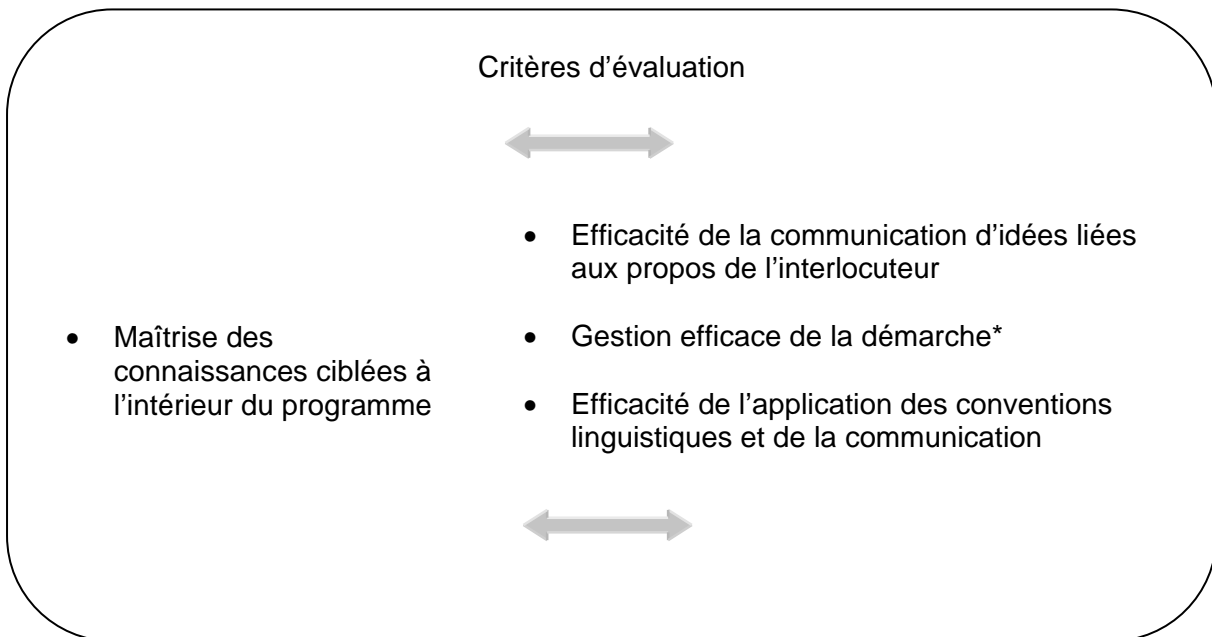 Critères d’évaluation
• Maîtrise des
connaissances ciblées à
l’intérieur du programme
• Efficacité de la communication d’idées liées
aux propos de l’interlocuteur
• Gestion efficace de la démarche*
• Efficacité de l’application des conventions
linguistiques et de la communication